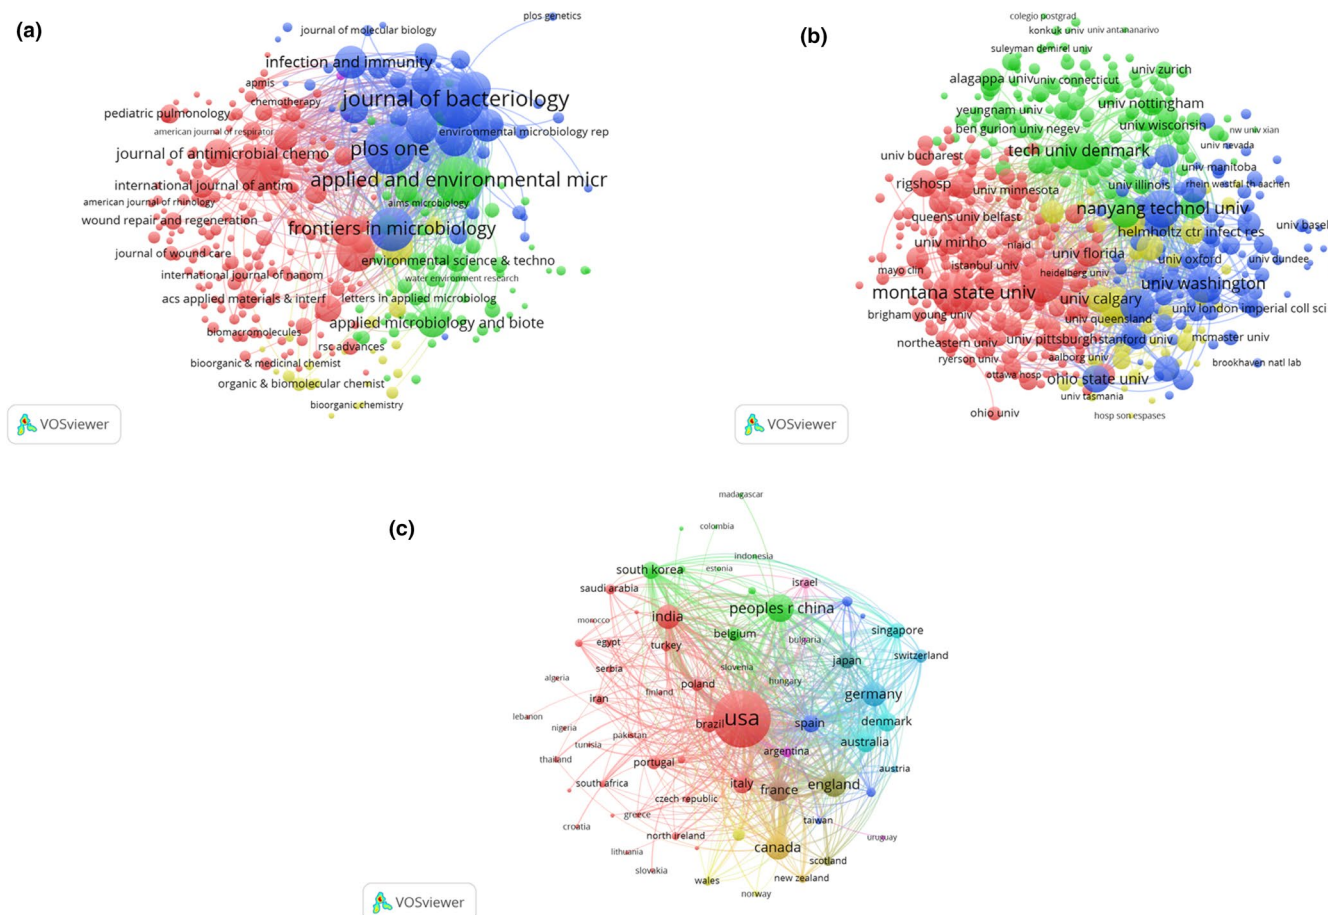 (a)
plos genetics
journal of molecular biology
infection and immunity
apmis
journal of bacteriology
chemotherapy
pediatric pulmonology
american journal of respirator
environmental microbiology rep
plos one
journal of antimicrobial chemo
applied and environmental micr
international journal of antim
american journal of rhinology
aims microbiology
wound repair and regeneration
frontiers in microbiology
journal of wound care
environmental science & techno
international journal of nanom
water environment research
acs applied materials & interf
letters in applied microbiolog
applied microbiology and biote
biomacromolecules
rsc advances
bioorganic & medicinal chemist
organic & biomolecular chemist
bioorganic chemistry
VOSviewer
(b)
colegio postgrad
konkuk univ
univ antananarivo
suleyman demirel univ
univ zurich
alagappa univ
univ connecticut
yeungnam univ
univ nottingham
ben gurion univ negev
univ wisconsin
nw univ xian
tech univ denmark
univ nevada
univ bucharest
univ manitoba
rigshosp
univ minnesota
univ illinois
rhein westfal th aachen
nanyang technol univ
queens univ belfast
univ basel
helmholtz ctr infect res
univ minho
niaid
univ florida
univ oxford
univ dundee
mayo clin
istanbul univ
heidelberg univ
montana state univ
univ washington
univ calgary
univ london imperial coll sci
brigham young univ
univ queensland
northeastern univ
univ pittsburgh
stanford univ
mcmaster univ
ryerson univ
aalborg univ
brookhaven natl lab
ottawa hosp
ohio state univ
univ tasmania
ohio univ
hosp son espases
VOSviewer
(c)
madagascar
colombia
indonesia
south korea
estonia
israel
saudi arabia
peoples r china
india
morocco
belgium
singapore
egypt
turkey
bulgaria
japan
switzerland
serbia
slovenia
algeria
poland
hungary
finland
germany
iran
lebanon
usa
brazil
spain
denmark
nigeria
pakistan
tunisia
australia
argentina
thailand
portugal
austria
south africa
italy
france
england
czech republic
greece
taiwan
croatia
north ireland
uruguay
canada
lithuania
scotland
slovakia
wales
new zealand
norway
VOSviewer